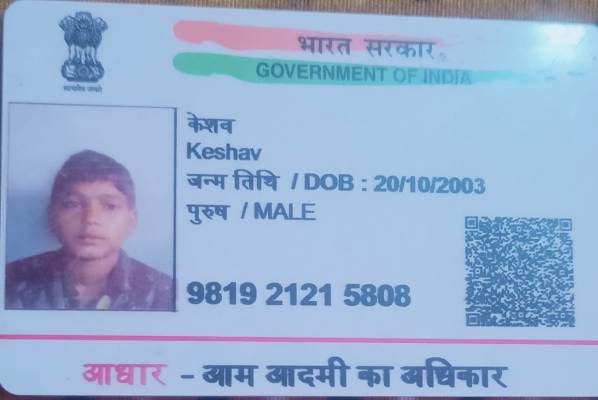 सत्यमेव जयते
भारत सरकार
GOVERNMENT OF INDIA
केशव
Keshav
जन्म तिथि / DOB : 20/10/2003
पुरुष / MALE
9819 2121 5808
आधार - आम आदमी का अधिकार